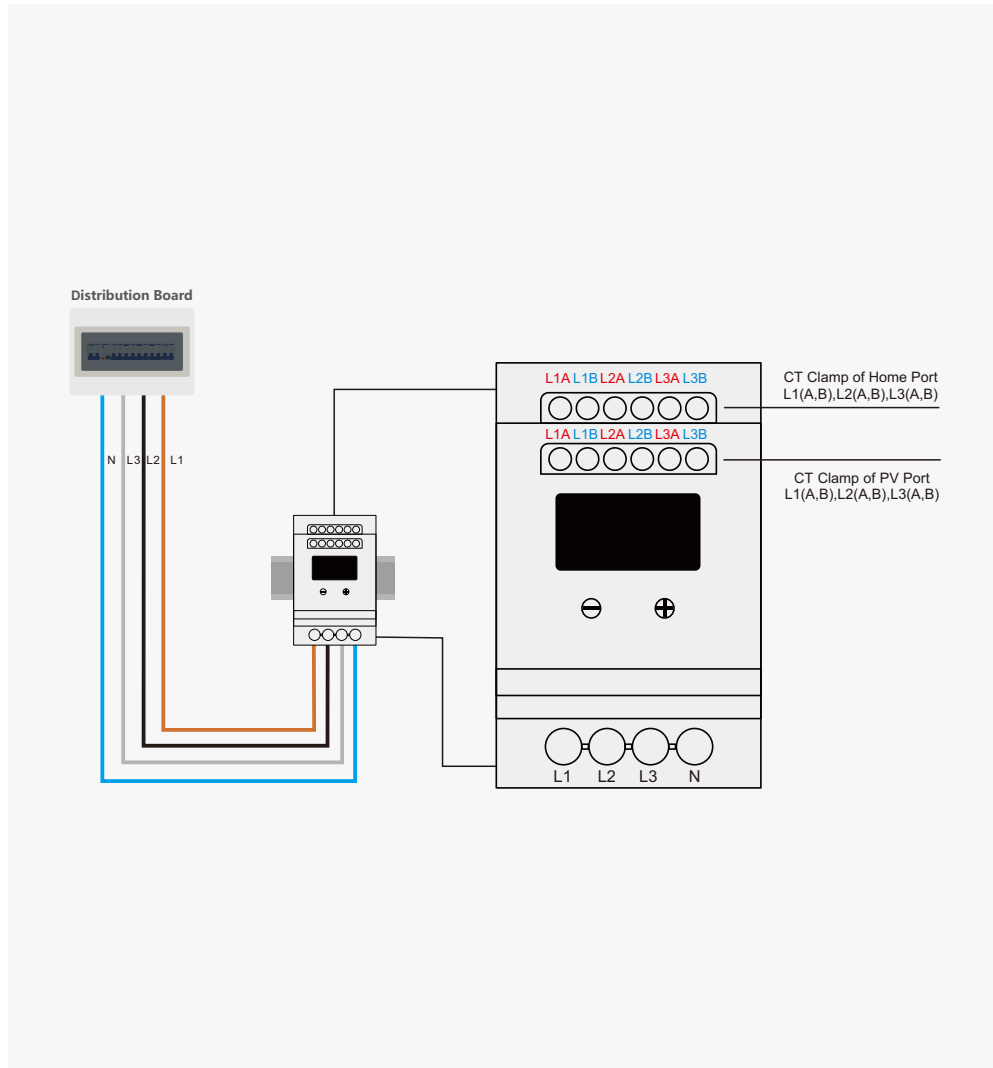 Distribution Board
N L3 L2 L1
L1A L1B L2A L2B L3A L3B
CT Clamp of Home Port
L1(A,B),L2(A,B),L3(A,B)
L1A L1B L2A L2B L3A L3B
CT Clamp of PV Port
L1(A,B),L2(A,B),L3(A,B)
L1 L2 L3 N